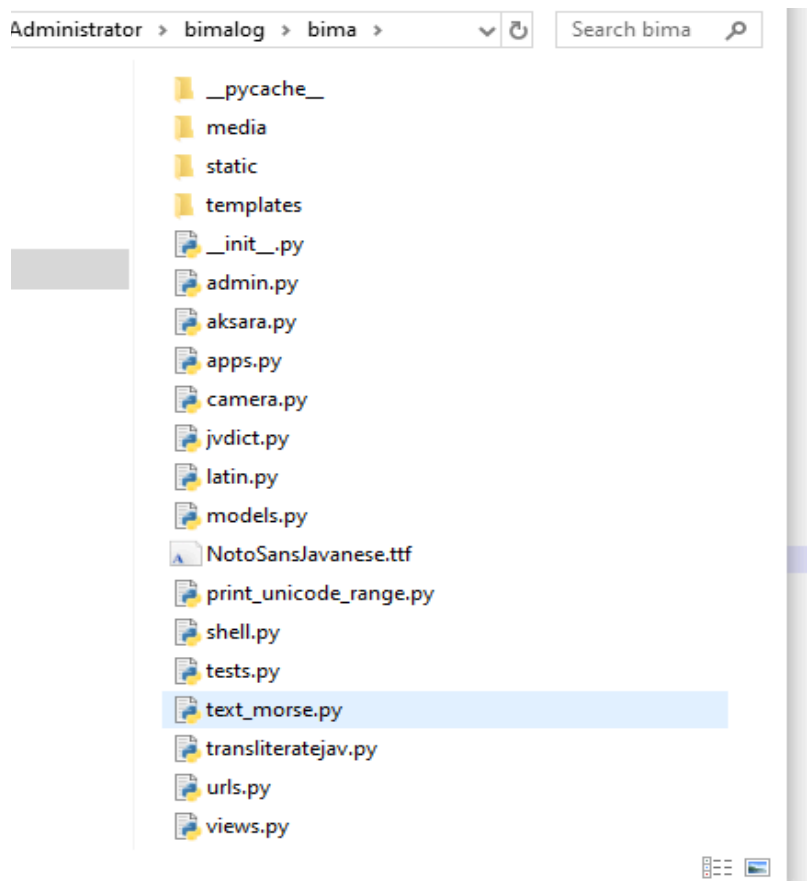 Administrator > bimalog > bima >
Search bima
__pycache__
media
static
templates
__init__.py
admin.py
aksara.py
apps.py
camera.py
jvdict.py
latin.py
models.py
NotoSansJavanese.ttf
print_unicode_range.py
shell.py
tests.py
text_morse.py
transliteratejav.py
urls.py
views.py